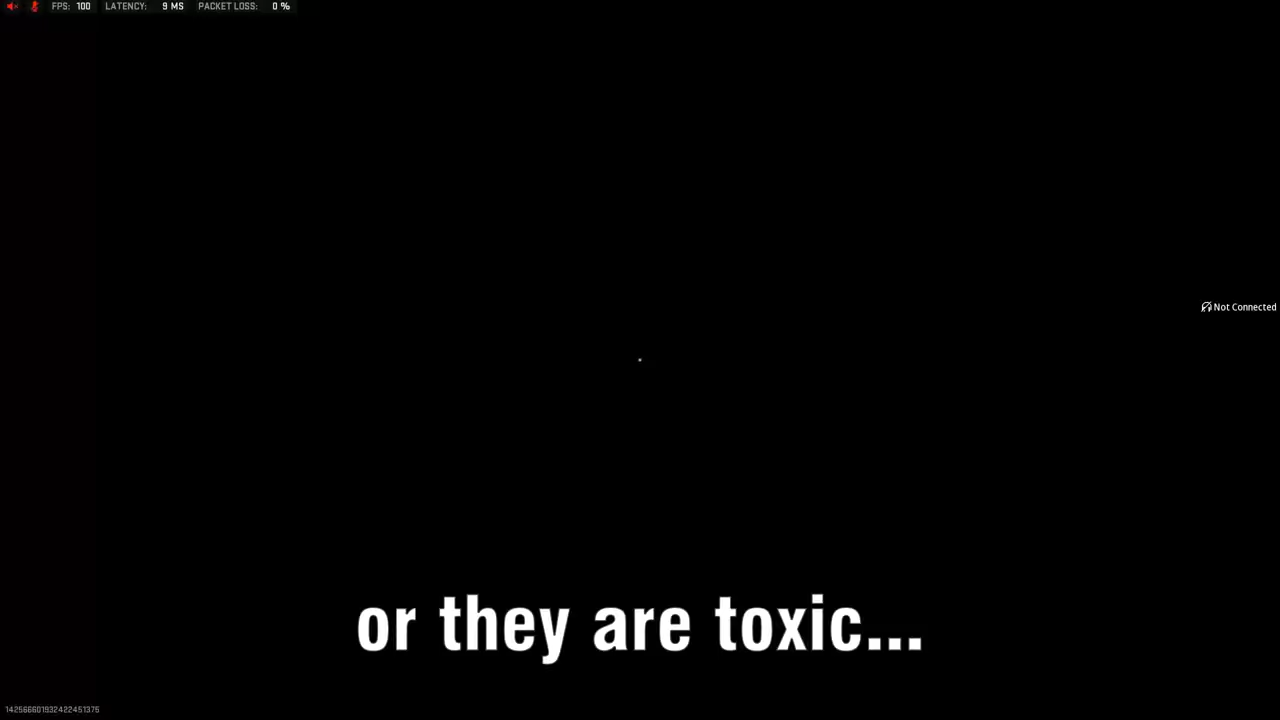 FPS: 100 LATENCY: 9 MS PACKET LOSS: 0 %
Not Connected
or they are toxic...
142566601932422451375